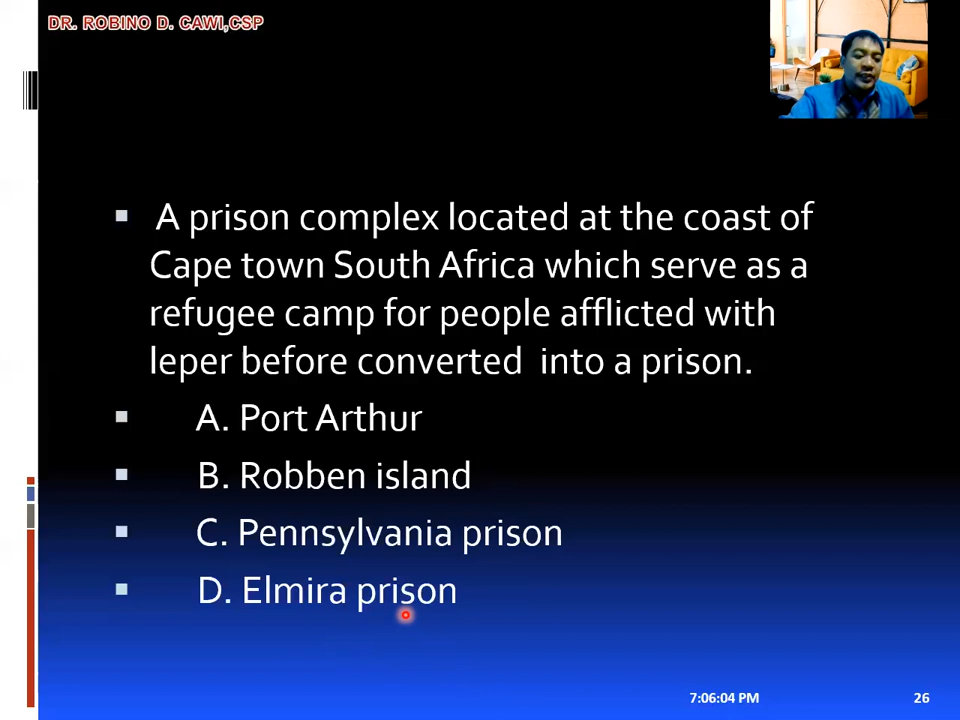 DR. ROBINO D. CAWI,CSP
A prison complex located at the coast of
Cape town South Africa which serve as a
refugee camp for people afflicted with
leper before converted into a prison.
A. Port Arthur
B. Robben island
C. Pennsylvania prison
D. Elmira prison
7:06:04 PM 26